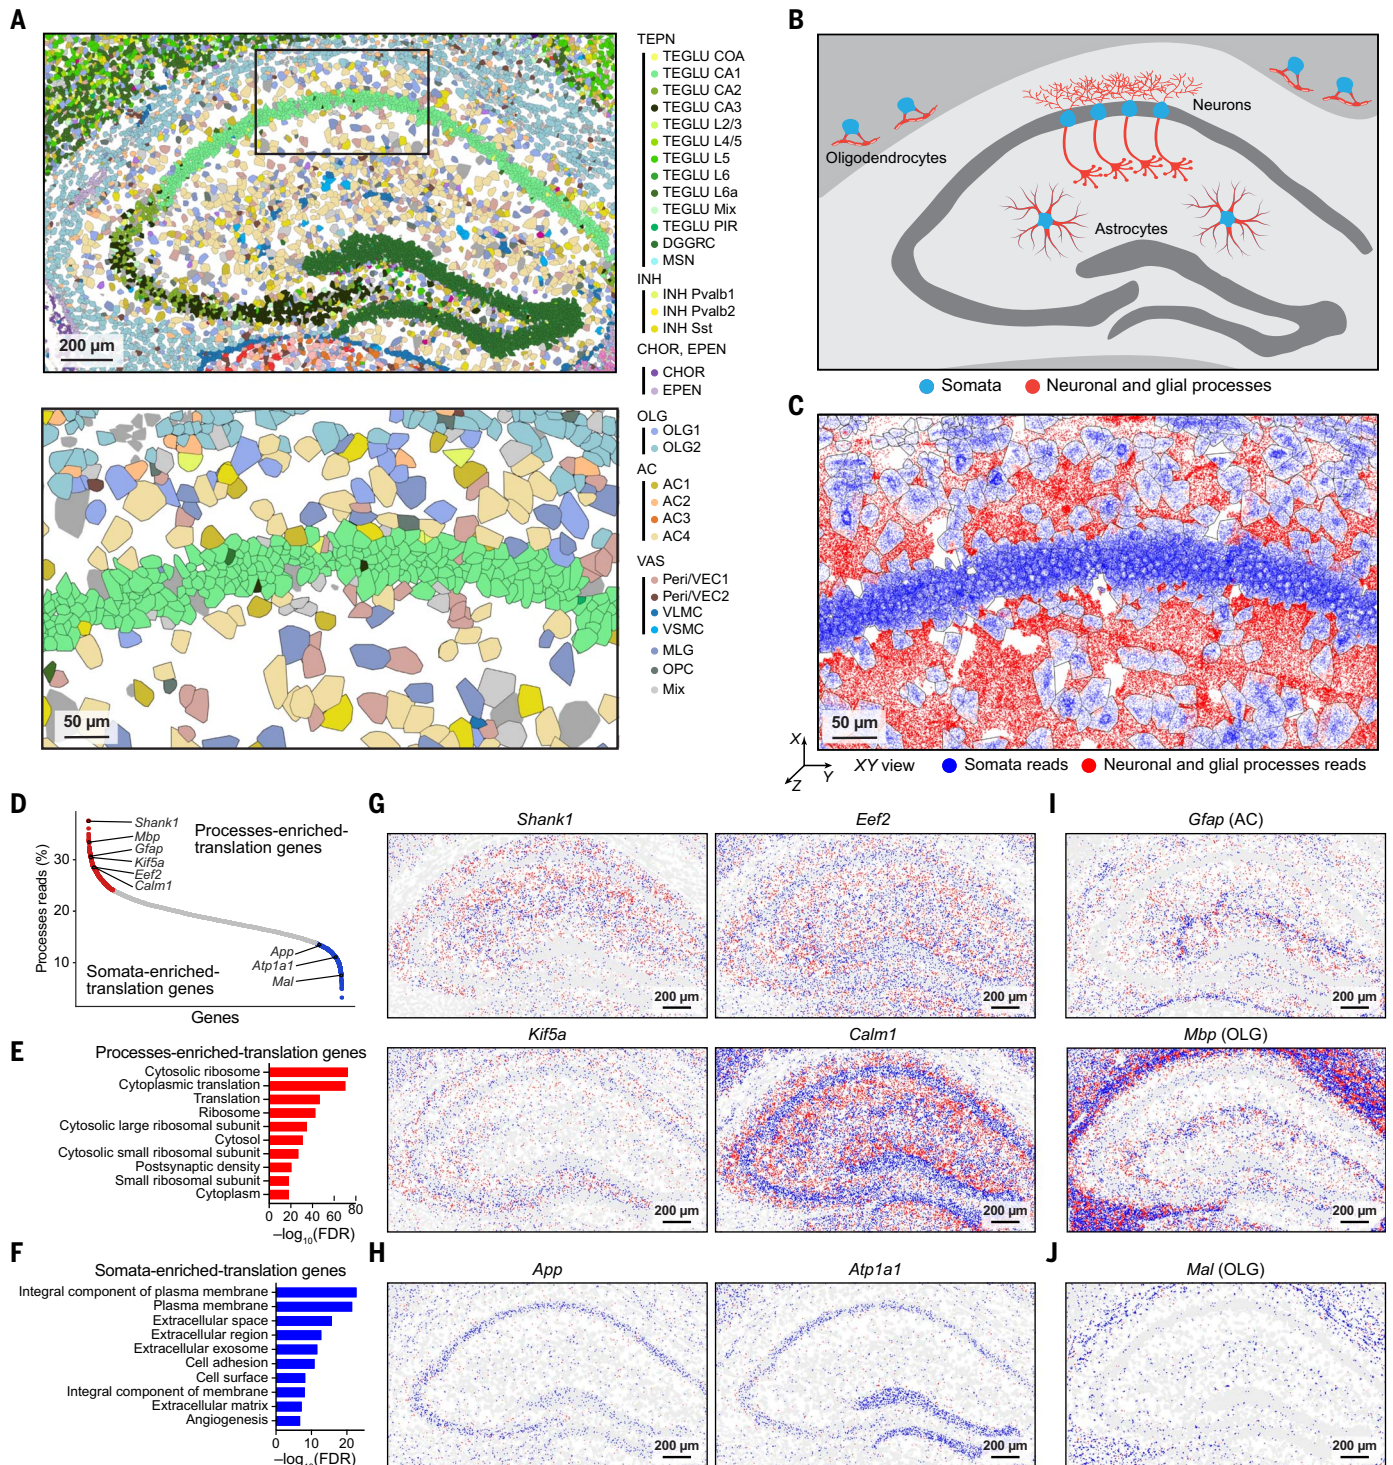 A
TEPN
TEGLU COA
TEGLU CA1
TEGLU CA2
TEGLU CA3
TEGLU L2/3
TEGLU L4/5
TEGLU L5
TEGLU L6
TEGLU L6a
TEGLU Mix
TEGLU PIR
DGGRC
MSN
INH
INH Pvalb1
INH Pvalb2
INH Sst
CHOR, EPEN
CHOR
EPEN
OLG
OLG1
OLG2
AC
AC1
AC2
AC3
AC4
VAS
Peri/VEC1
Peri/VEC2
VLMC
VSMC
MLG
OPC
Mix
200 µm
50 µm
B
Neurons
Oligodendrocytes
Astrocytes
Somata
Neuronal and glial processes
C
50 µm
X
Y
Z
XY view
Somata reads
Neuronal and glial processes reads
D
Processes reads (%)
30
20
10
Shank1
Mbp
Gfap
Kif5a
Eef2
Calm1
Processes-enriched-
translation genes
App
Atp1a1
Mal
Somata-enriched-
translation genes
Genes
E
Processes-enriched-translation genes
Cytosolic ribosome
Cytoplasmic translation
Translation
Ribosome
Cytosolic large ribosomal subunit
Cytosol
Cytosolic small ribosomal subunit
Postsynaptic density
Small ribosomal subunit
Cytoplasm
0 20 40 60 80
–log10(FDR)
F
Somata-enriched-translation genes
Integral component of plasma membrane
Plasma membrane
Extracellular space
Extracellular region
Extracellular exosome
Cell adhesion
Cell surface
Integral component of membrane
Extracellular matrix
Angiogenesis
0 10 20
–log10(FDR)
G
Shank1
200 µm
Eef2
200 µm
Kif5a
200 µm
Calm1
200 µm
H
App
200 µm
Atp1a1
200 µm
I
Gfap (AC)
200 µm
Mbp (OLG)
200 µm
J
Mal (OLG)
200 µm